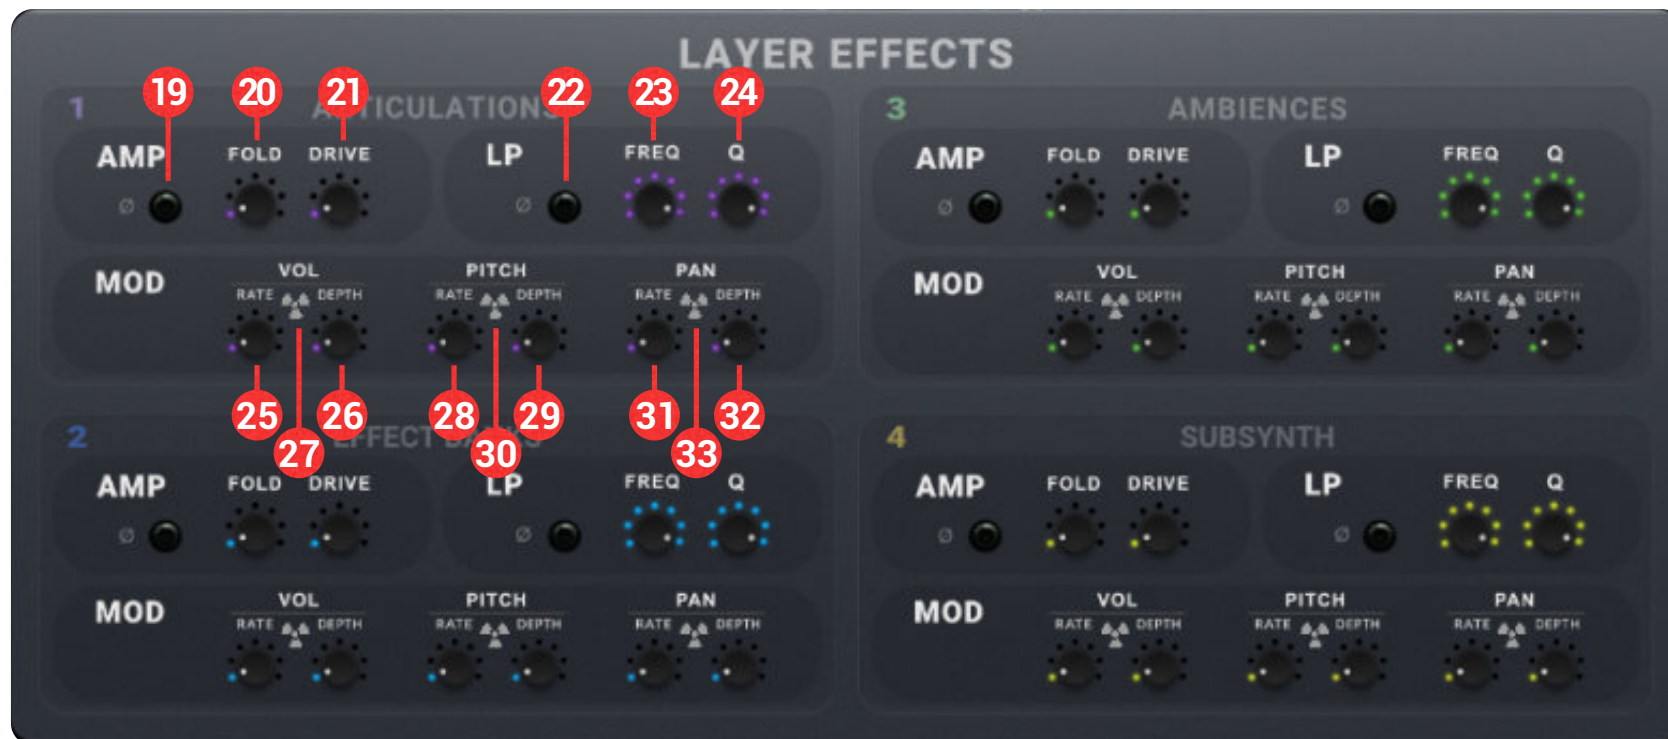 LAYER EFFECTS
19 20 21 22 23 24
1 ARTICULATIONS
AMP FOLD DRIVE LP FREQ Q
Ø Ø
MOD VOL PITCH PAN
RATE DEPTH RATE DEPTH RATE DEPTH
25 26 28 29 31 32
27 30 33
3 AMBIENCES
AMP FOLD DRIVE LP FREQ Q
Ø Ø
MOD VOL PITCH PAN
RATE DEPTH RATE DEPTH RATE DEPTH
2 EFFECT
AMP FOLD DRIVE LP FREQ Q
Ø Ø
MOD VOL PITCH PAN
RATE DEPTH RATE DEPTH RATE DEPTH
4 SUBSYNTH
AMP FOLD DRIVE LP FREQ Q
Ø Ø
MOD VOL PITCH PAN
RATE DEPTH RATE DEPTH RATE DEPTH